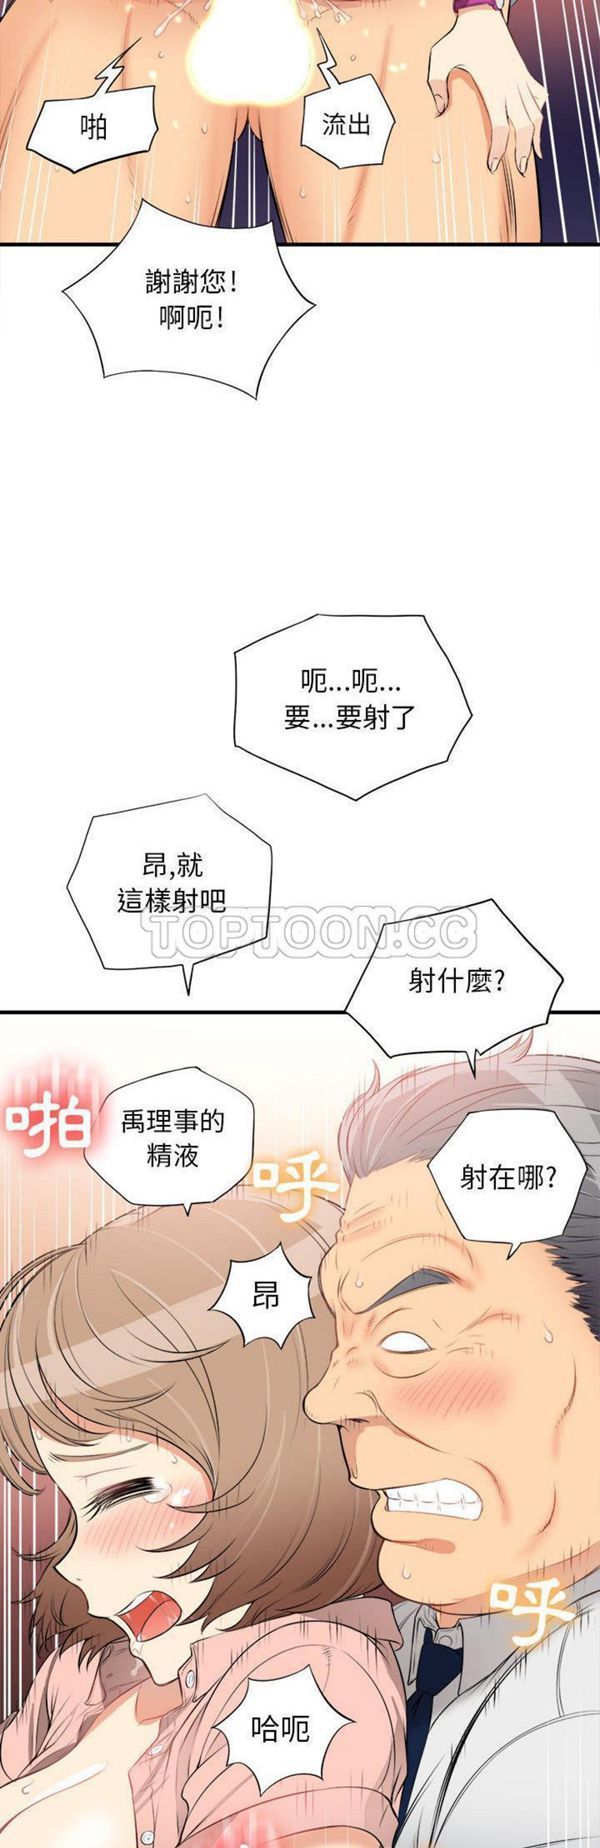 啪
流出
謝謝您!
啊呃!
呃...呃...
要...要射了
昂,就
這樣射吧
TOPTOON.CC
射什麼?
啪
禹理事的
精液
射在哪?
呼
昂
呼
哈呃